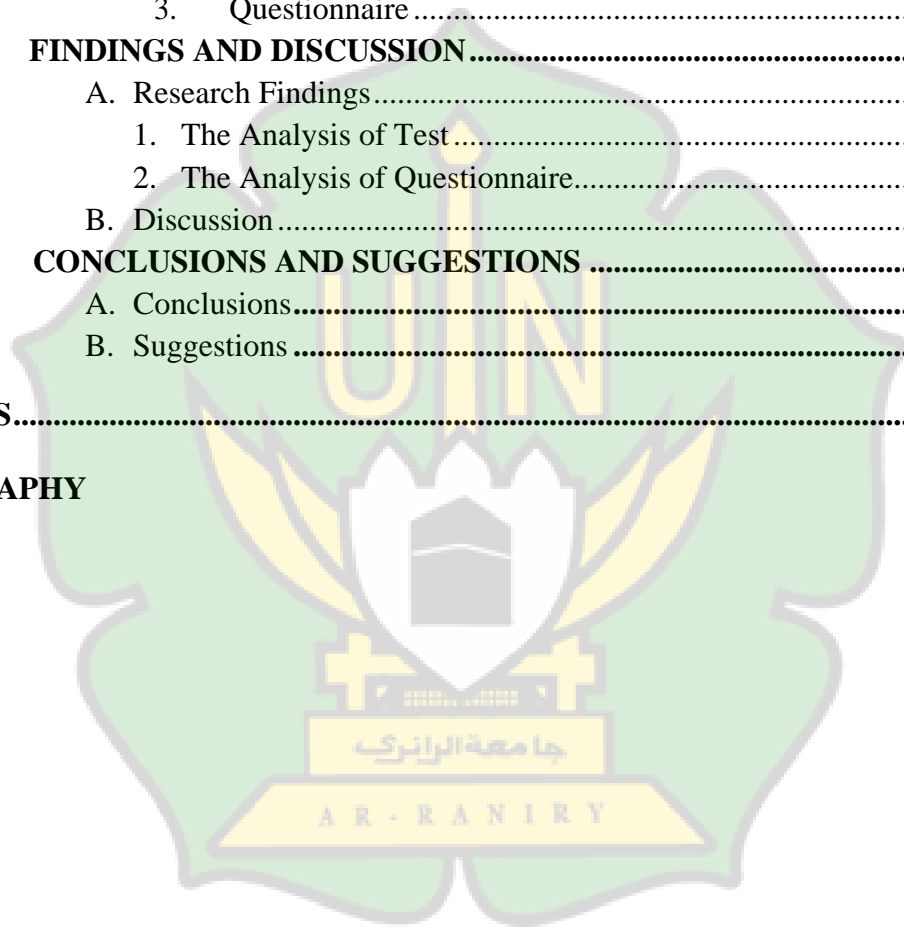 3. Questionnaire ................................................................
FINDINGS AND DISCUSSION ................................................................
A. Research Findings ................................................................
1. The Analysis of Test ................................................................
2. The Analysis of Questionnaire ................................................................
B. Discussion ................................................................
CONCLUSIONS AND SUGGESTIONS ................................................................
A. Conclusions ................................................................
B. Suggestions ................................................................
UIN
S ................................................................
APHY
جامعة الرانري
AR-RANIRY